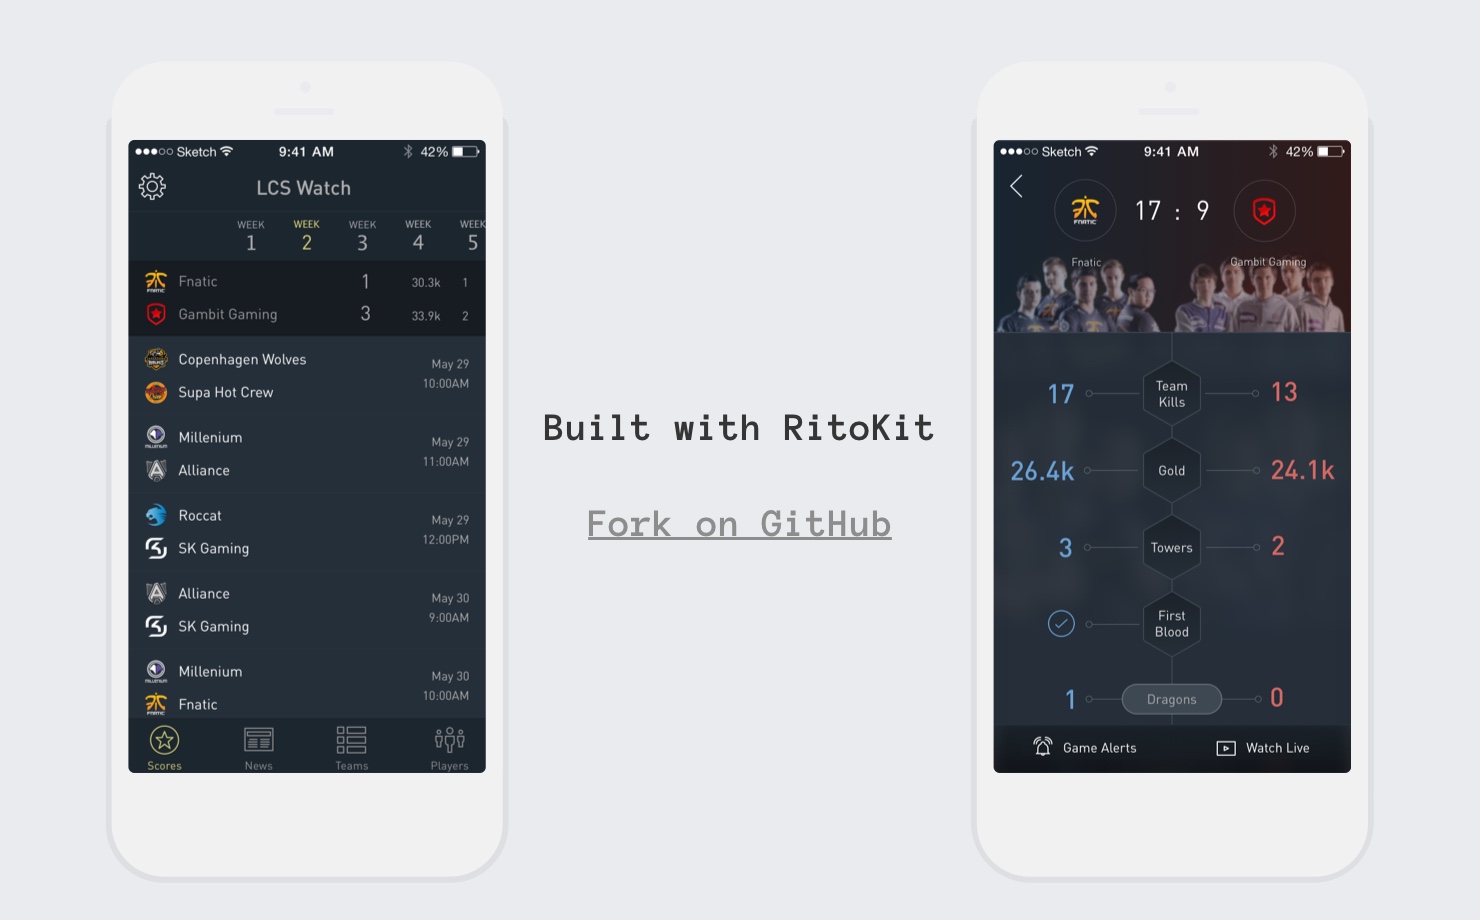 Sketch 9:41 AM 42%
LCS Watch
WEEK WEEK WEEK WEEK WEEK
1 2 3 4 5
FNATIC Fnatic 1 30.3k 1
Gambit Gaming 3 33.9k 2
Copenhagen Wolves
May 29
10:00AM
Supa Hot Crew
Millenium
May 29
11:00AM
Alliance
Roccat
May 29
12:00PM
SK Gaming
Alliance
May 30
9:00AM
SK Gaming
Millenium
May 30
10:00AM
FNATIC Fnatic
Scores News Teams Players
Built with RitoKit
Fork on GitHub
Sketch 9:41 AM 42%
FNATIC 17 : 9
Fnatic Gambit Gaming
17 Team Kills 13
26.4k Gold 24.1k
3 Towers 2
First Blood
1 Dragons 0
Game Alerts Watch Live